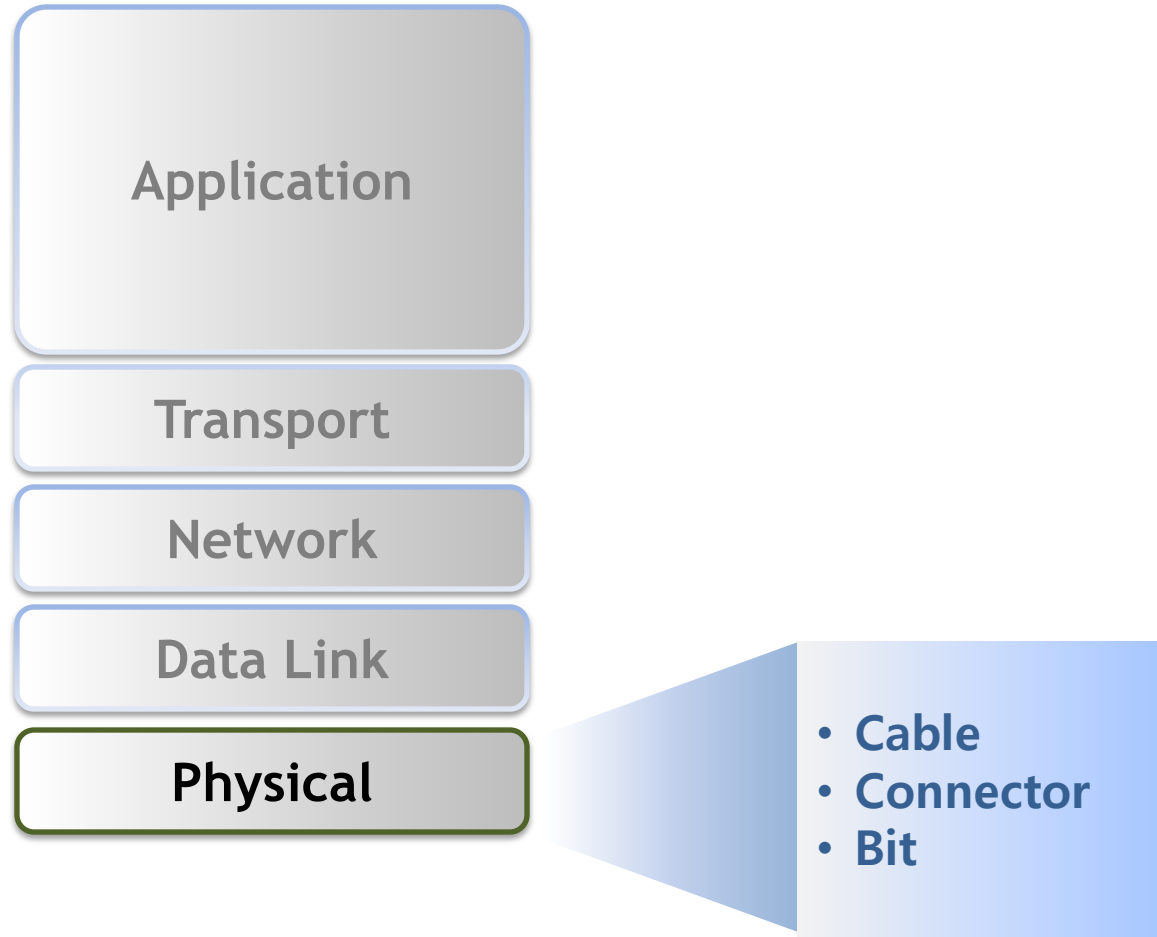 Application
Transport
Network
Data Link
Physical
• Cable
• Connector
• Bit